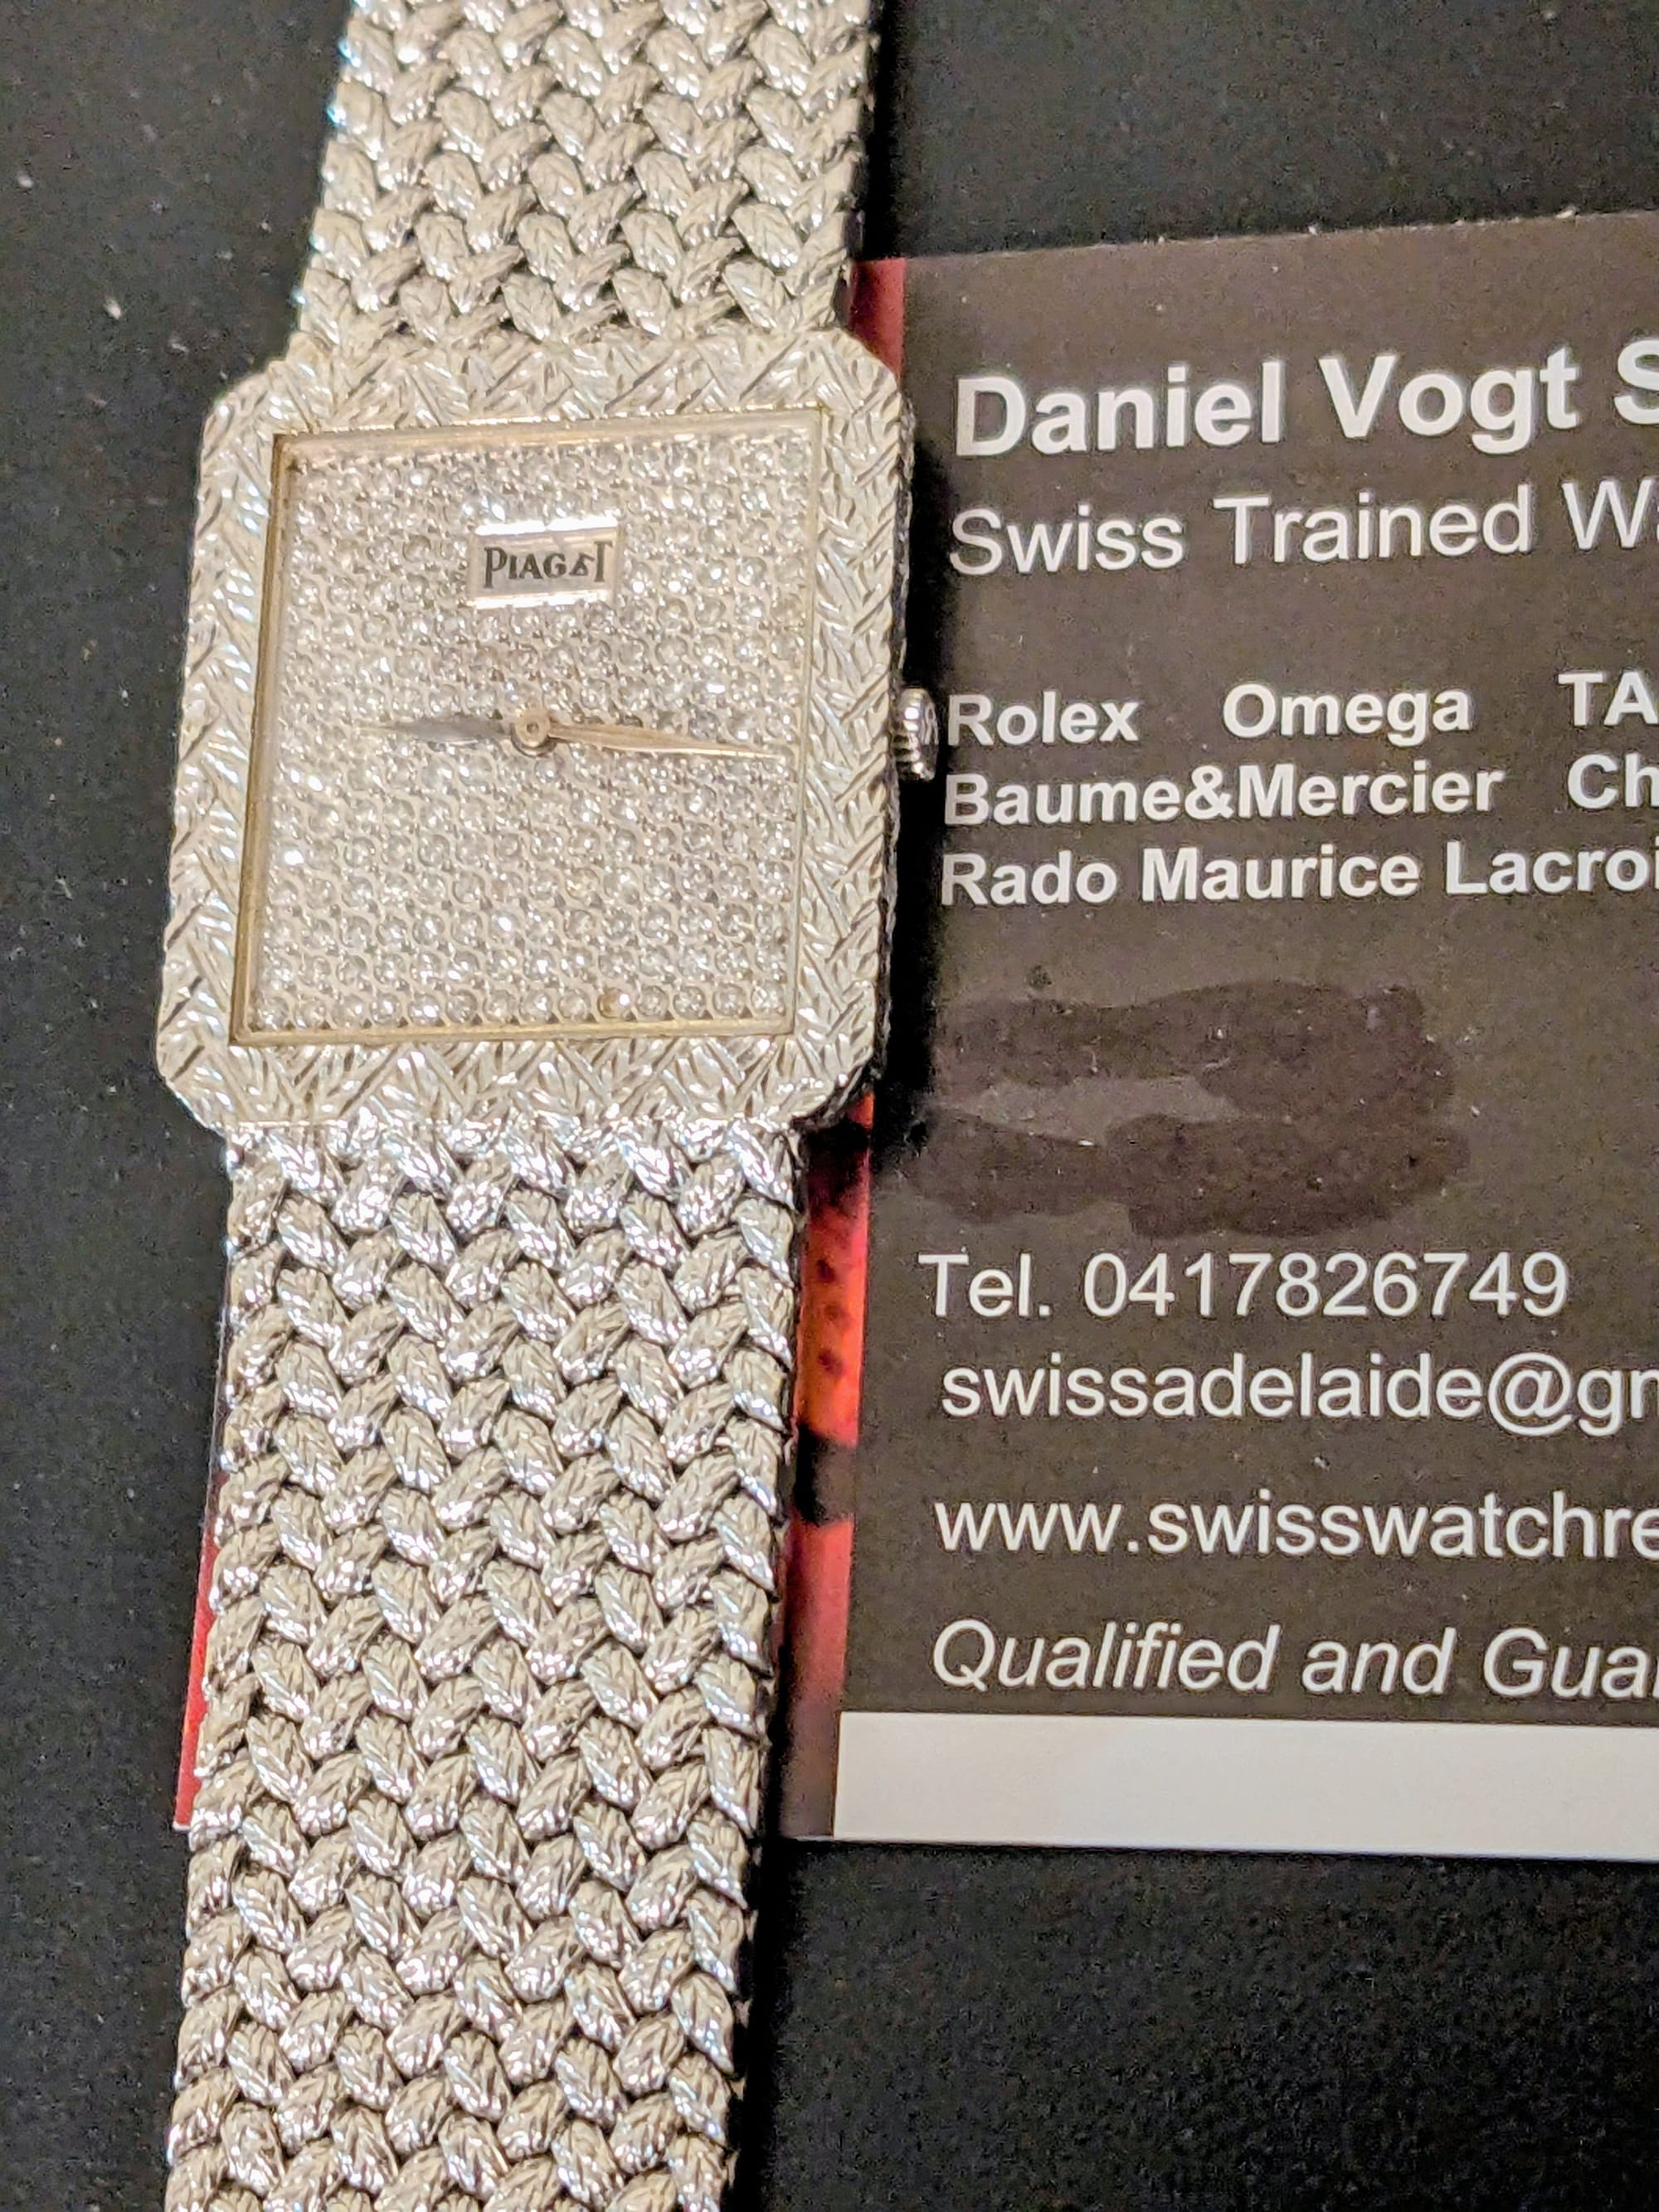 PIAGET
Daniel Vogt S
Swiss Trained W
Rolex Omega TA
Baume&Mercier Ch
Rado Maurice Lacroi
Tel. 0417826749
swissadelaide@gm
www.swisswatchre
Qualified and Gua